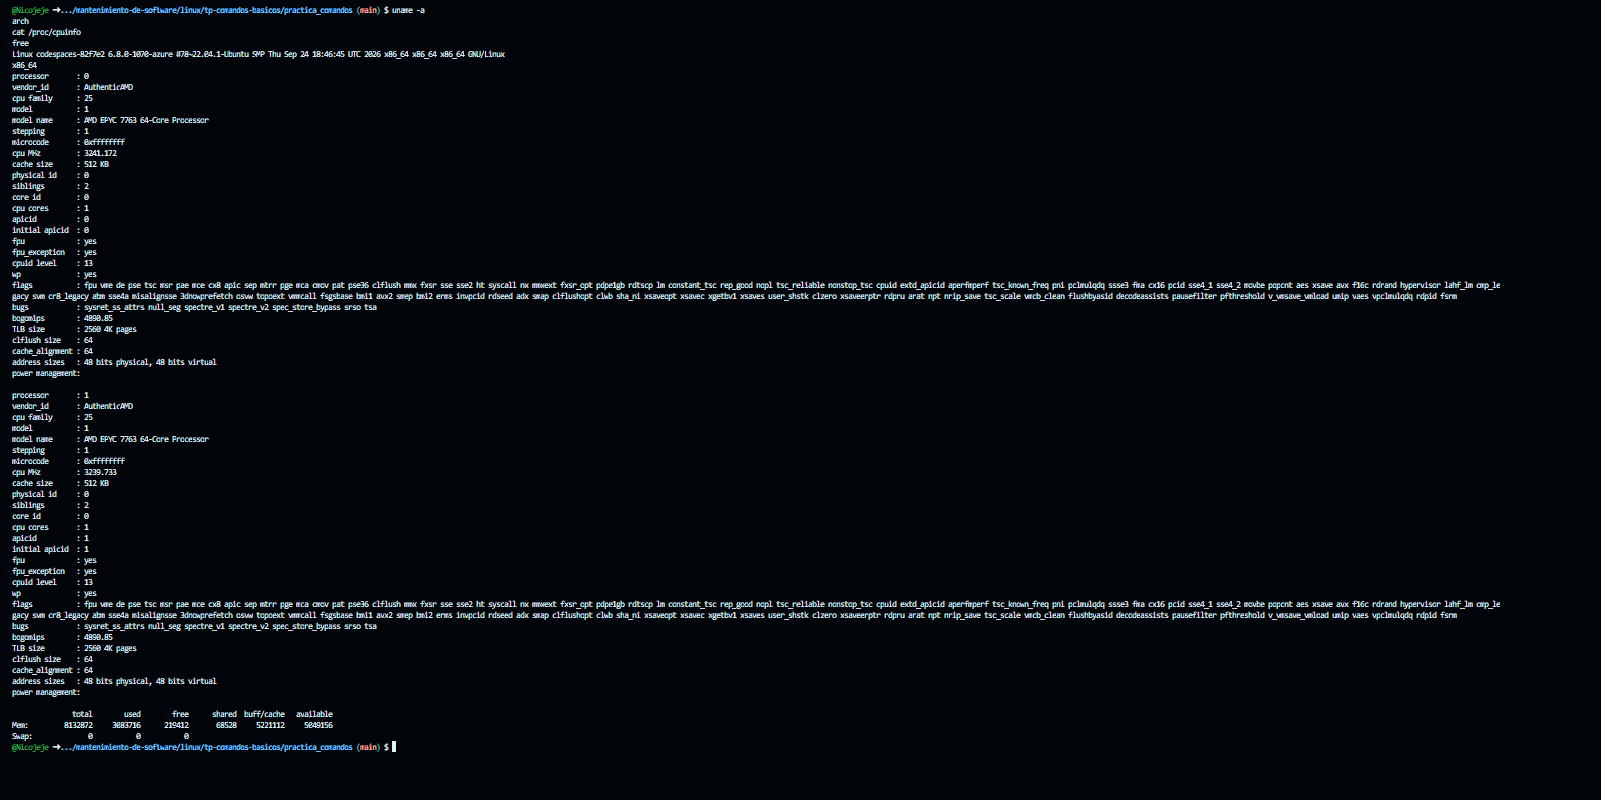 @Nicojeje ➜.../mantenimiento-de-software/linux/tp-comandos-basicos/practica_comandos (main) $ uname -a
arch
cat /proc/cpuinfo
free
Linux codespaces-82f7e2 6.8.0-1070-azure #78~22.04.1-Ubuntu SMP Thu Sep 24 18:46:45 UTC 2026 x86_64 x86_64 x86_64 GNU/Linux
x86_64
processor : 0
vendor_id : AuthenticAMD
cpu family : 25
model : 1
model name : AMD EPYC 7763 64-Core Processor
stepping : 1
microcode : 0xffffffff
cpu MHz : 3241.172
cache size : 512 KB
physical id : 0
siblings : 2
core id : 0
cpu cores : 1
apicid : 0
initial apicid : 0
fpu : yes
fpu_exception : yes
cpuid level : 13
wp : yes
flags : fpu vme de pse tsc msr pae mce cx8 apic sep mtrr pge mca cmov pat pse36 clflush mmx fxsr sse sse2 ht syscall nx mmxext fxsr_opt pdpe1gb rdtscp lm constant_tsc rep_good nopl tsc_reliable nonstop_tsc cpuid extd_apicid aperfmperf tsc_known_freq pni pclmulqdq ssse3 fma cx16 pcid sse4_1 sse4_2 movbe popcnt aes xsave avx f16c rdrand hypervisor lahf_lm cmp_le
gacy svm cr8_legacy abm sse4a misalignsse 3dnowprefetch osvw topoext vmmcall fsgsbase bmi1 avx2 smep bmi2 erms invpcid rdseed adx smap clflushopt clwb sha_ni xsaveopt xsavec xgetbv1 xsaves user_shstk clzero xsaveerptr rdpru arat npt nrip_save tsc_scale vmcb_clean flushbyasid decodeassists pausefilter pfthreshold v_vmsave_vmload umip vaes vpclmulqdq rdpid fsrm
bugs : sysret_ss_attrs null_seg spectre_v1 spectre_v2 spec_store_bypass srso tsa
bogomips : 4890.85
TLB size : 2560 4K pages
clflush size : 64
cache_alignment : 64
address sizes : 48 bits physical, 48 bits virtual
power management:
processor : 1
vendor_id : AuthenticAMD
cpu family : 25
model : 1
model name : AMD EPYC 7763 64-Core Processor
stepping : 1
microcode : 0xffffffff
cpu MHz : 3239.733
cache size : 512 KB
physical id : 0
siblings : 2
core id : 0
cpu cores : 1
apicid : 1
initial apicid : 1
fpu : yes
fpu_exception : yes
cpuid level : 13
wp : yes
flags : fpu vme de pse tsc msr pae mce cx8 apic sep mtrr pge mca cmov pat pse36 clflush mmx fxsr sse sse2 ht syscall nx mmxext fxsr_opt pdpe1gb rdtscp lm constant_tsc rep_good nopl tsc_reliable nonstop_tsc cpuid extd_apicid aperfmperf tsc_known_freq pni pclmulqdq ssse3 fma cx16 pcid sse4_1 sse4_2 movbe popcnt aes xsave avx f16c rdrand hypervisor lahf_lm cmp_le
gacy svm cr8_legacy abm sse4a misalignsse 3dnowprefetch osvw topoext vmmcall fsgsbase bmi1 avx2 smep bmi2 erms invpcid rdseed adx smap clflushopt clwb sha_ni xsaveopt xsavec xgetbv1 xsaves user_shstk clzero xsaveerptr rdpru arat npt nrip_save tsc_scale vmcb_clean flushbyasid decodeassists pausefilter pfthreshold v_vmsave_vmload umip vaes vpclmulqdq rdpid fsrm
bugs : sysret_ss_attrs null_seg spectre_v1 spectre_v2 spec_store_bypass srso tsa
bogomips : 4890.85
TLB size : 2560 4K pages
clflush size : 64
cache_alignment : 64
address sizes : 48 bits physical, 48 bits virtual
power management:
total used free shared buff/cache available
Mem: 8132872 3083716 219412 68528 5221112 5049156
Swap: 0 0 0
@Nicojeje ➜.../mantenimiento-de-software/linux/tp-comandos-basicos/practica_comandos (main) $